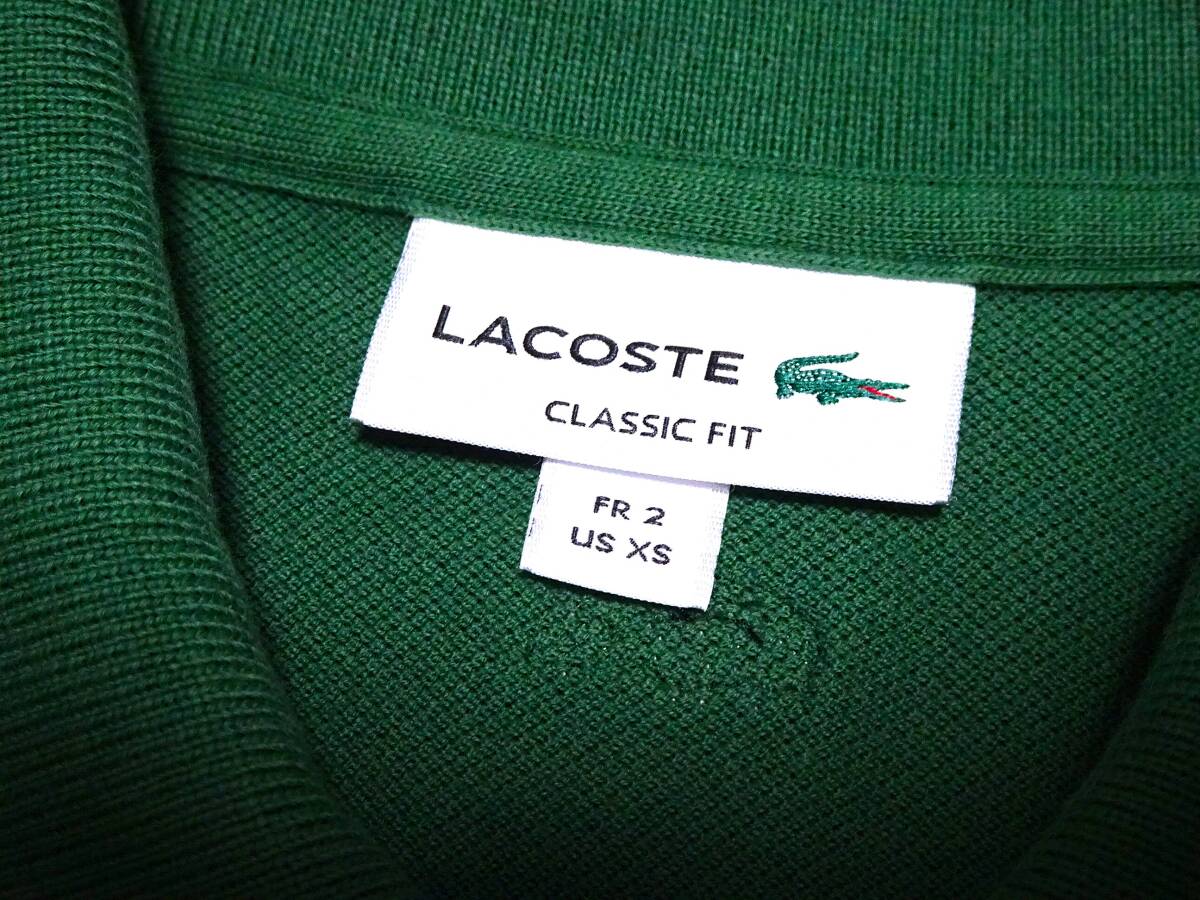 LACOSTE
CLASSIC FIT
FR 2
US XS